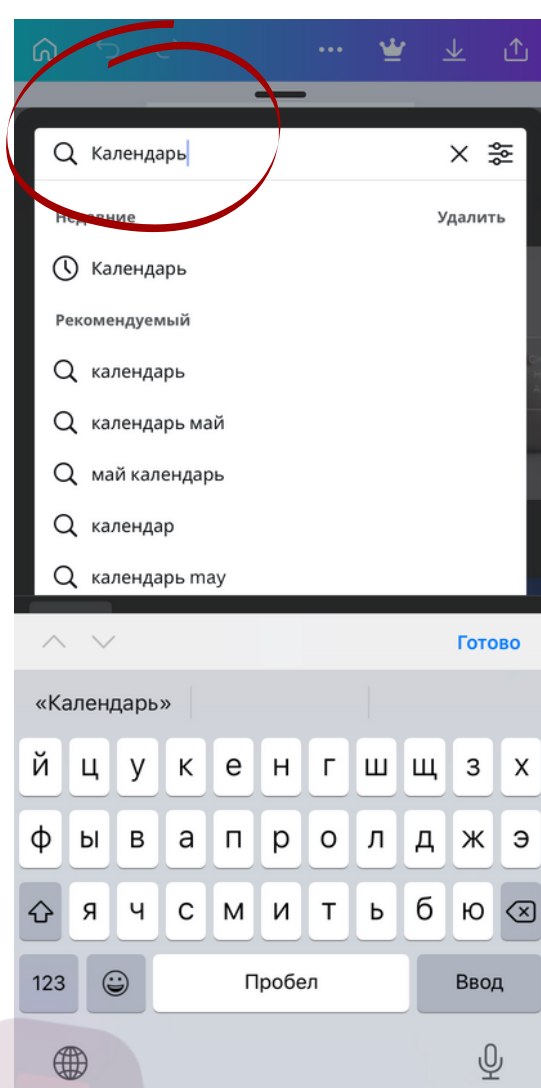 Календарь
Недавние Удалить
Календарь
Рекомендуемый
календарь
календарь май
май календарь
календар
календарь may
Готово
«Календарь»
й ц у к е н г ш щ з х
ф ы в а п р о л д ж э
я ч с м и т ь б ю
123 Пробел Ввод